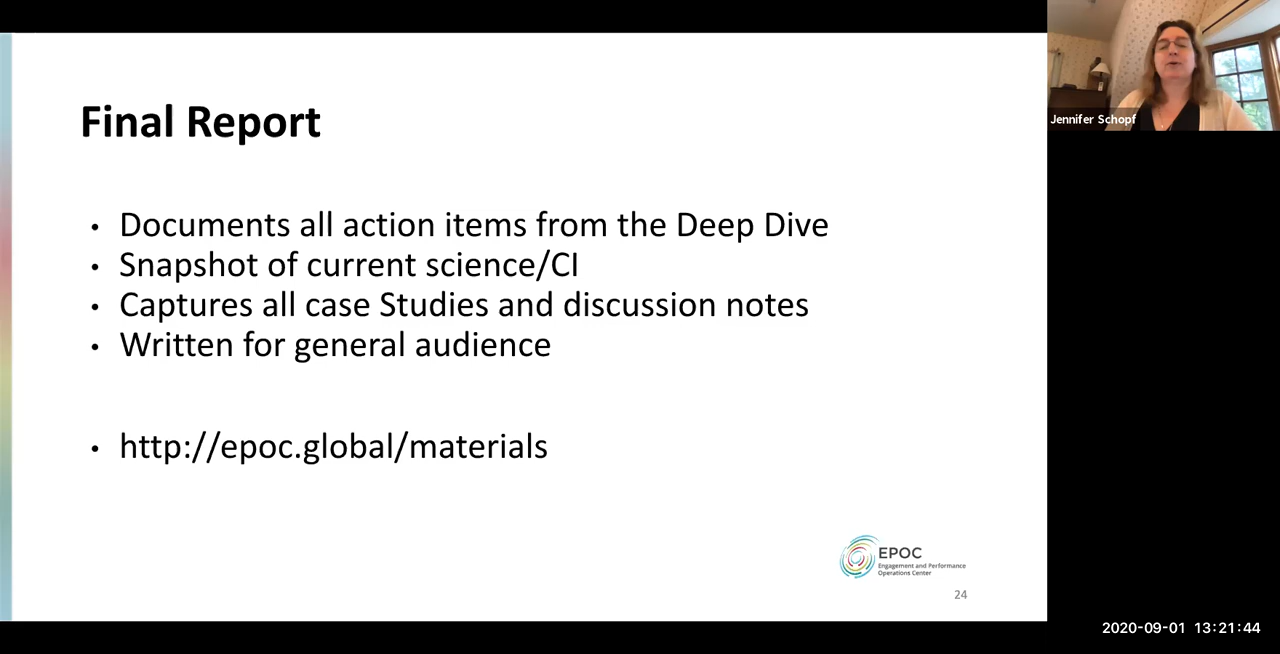 Final Report
• Documents all action items from the Deep Dive
• Snapshot of current science/CI
• Captures all case Studies and discussion notes
• Written for general audience
• http://epoc.global/materials
EPOC
Engagement and Performance
Operations Center
24
Jennifer Schopf
2020-09-01 13:21:44